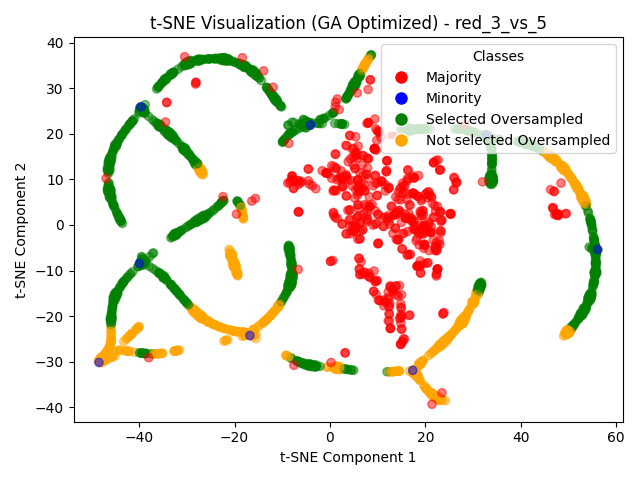 t-SNE Visualization (GA Optimized) - red_3_vs_5
t-SNE Component 2
40
30
20
10
0
−10
−20
−30
−40
Classes
Majority
Minority
Selected Oversampled
Not selected Oversampled
−40
−20
0
20
40
60
t-SNE Component 1